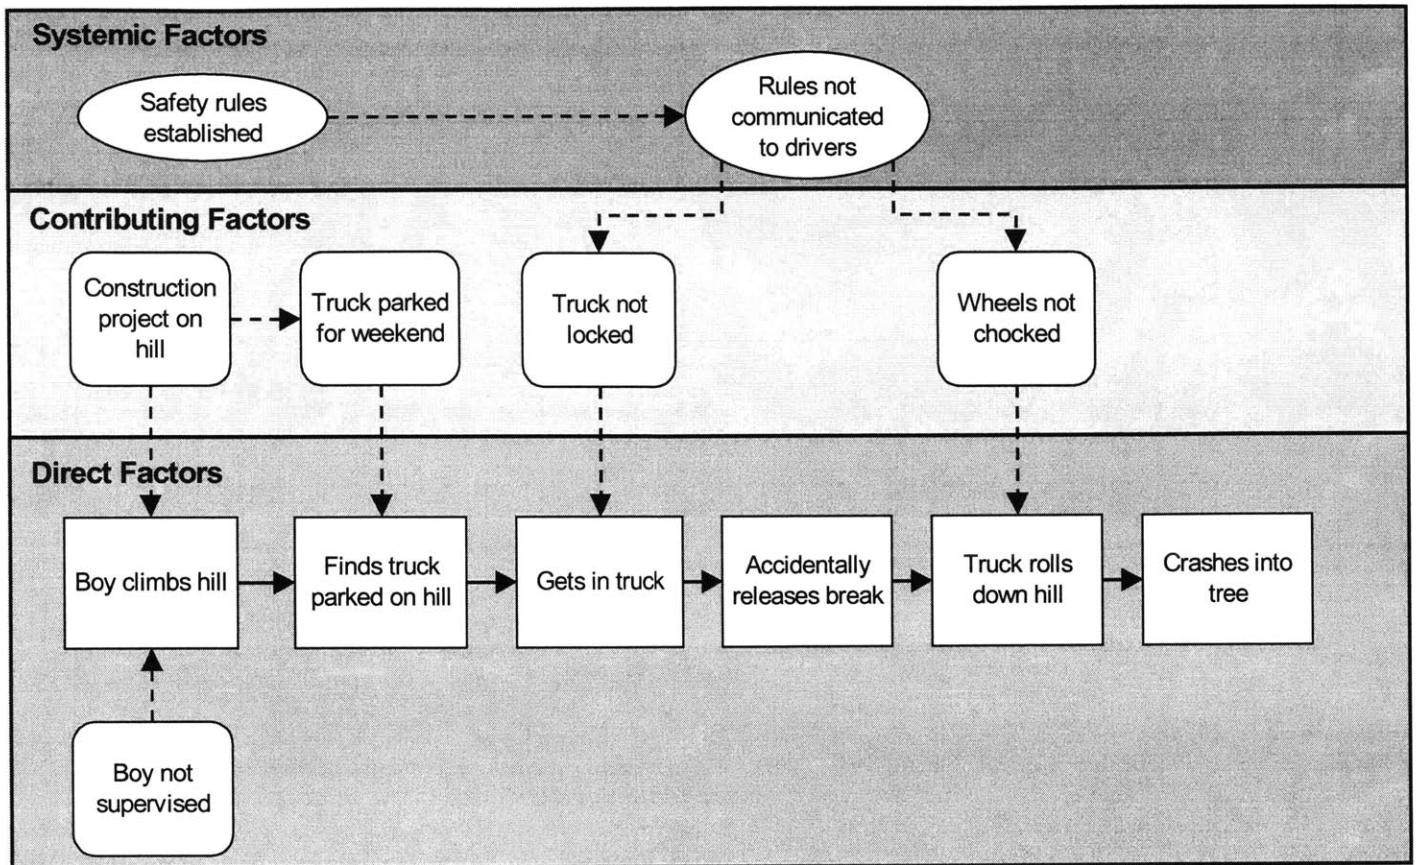 Systemic Factors
Safety rules
established
Rules not
communicated
to drivers
Contributing Factors
Construction
project on
hill
Truck parked
for weekend
Truck not
locked
Wheels not
chocked
Direct Factors
Boy climbs hill
Finds truck
parked on hill
Gets in truck
Accidentally
releases break
Truck rolls
down hill
Crashes into
tree
Boy not
supervised